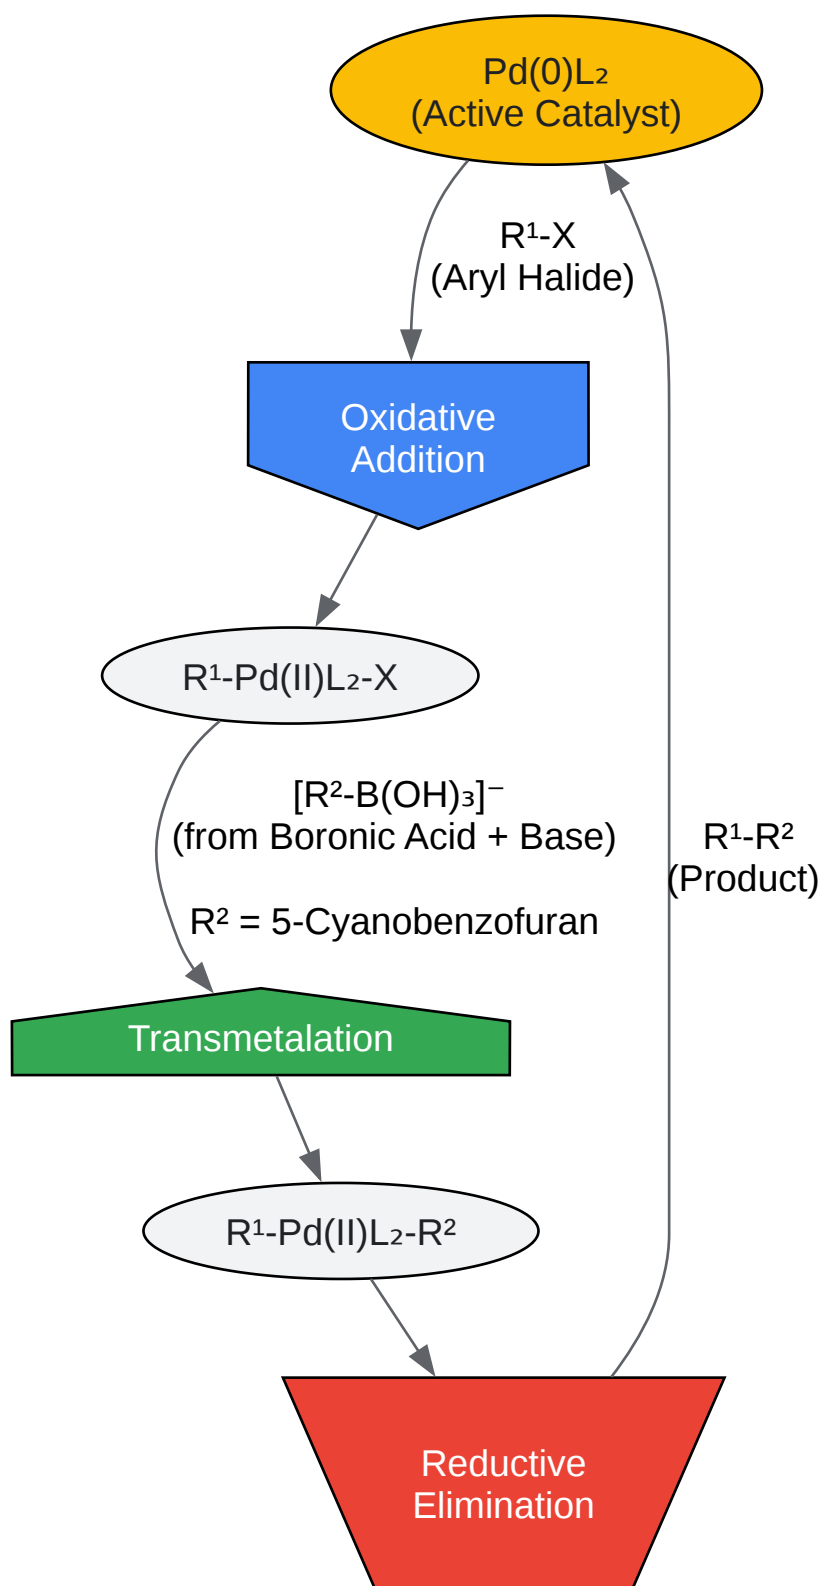 Pd(0)L₂
(Active Catalyst)
R¹-X
(Aryl Halide)
Oxidative
Addition
R¹-Pd(II)L₂-X
[R²-B(OH)₃]⁻
(from Boronic Acid + Base)
R² = 5-Cyanobenzofuran
R¹-R²
(Product)
Transmetalation
R¹-Pd(II)L₂-R²
Reductive
Elimination